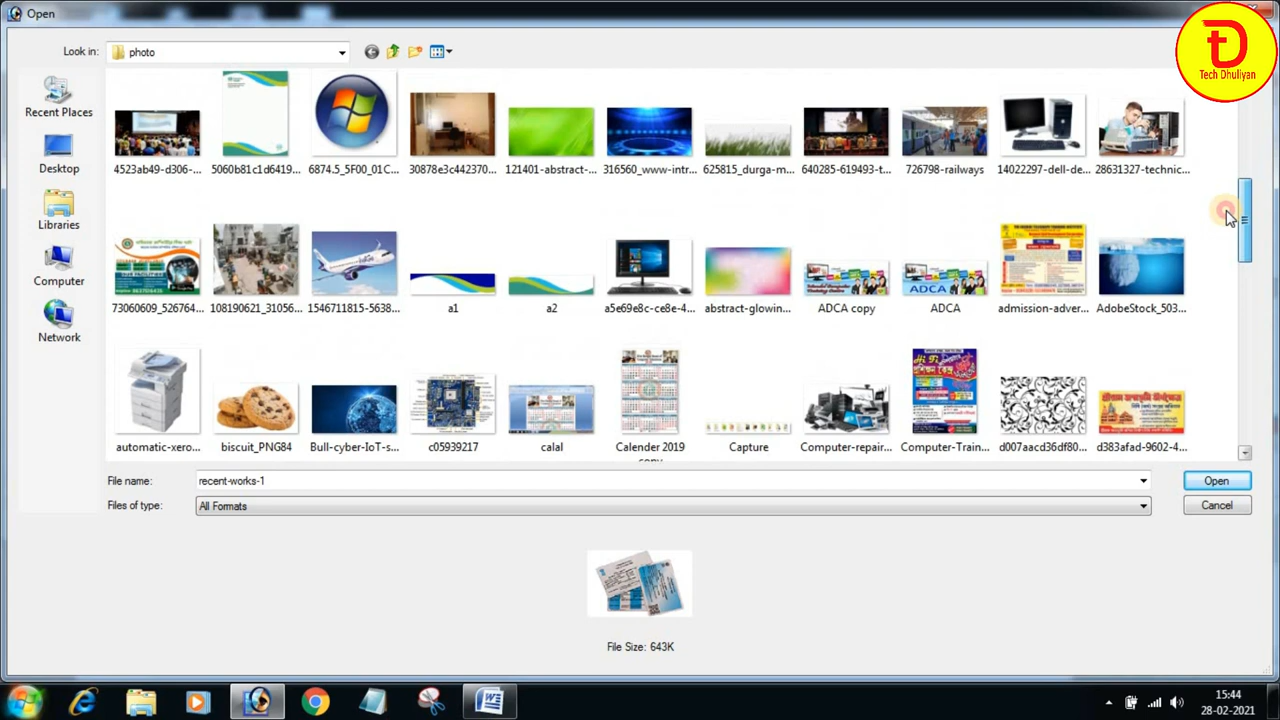 Open
Look in:
photo
Tech Dhuliyan
Recent Places
Desktop
Libraries
Computer
Network
4523ab49-d306-...
5060b81c1d6419...
6874.5_5F00_01C...
30878e3c442370...
121401-abstract-...
316560_www-intr...
625815_durga-m...
640285-619493-t...
726798-railways
14022297-dell-de...
28631327-technic...
73060609_526764...
108190621_31056...
1546711815-5638...
a1
a2
a5e69e8c-ce8e-4...
abstract-glowin...
ADCA copy
ADCA
ADCA
admission-adver...
AdobeStock_503...
automatic-xero...
biscuit_PNG84
Bull-cyber-IoT-s...
c05939217
calal
Calender 2019
copy
Capture
Computer-repair...
Computer-Train...
d007aacd36df80...
d383afad-9602-4...
File name:
recent-works-1
Open
Files of type:
All Formats
Cancel
File Size: 643K
15:44
28-02-2021